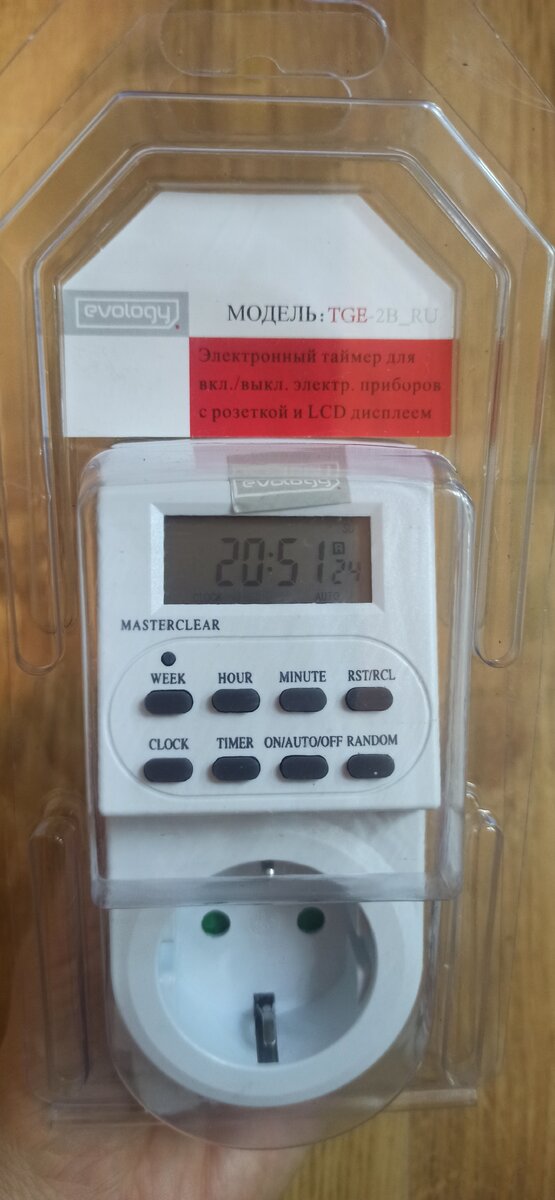 evology
МОДЕЛЬ: TGE-2B_RU
Электронный таймер для
вкл./выкл. электр. приборов
с розеткой и LCD дисплеем
evology
SU
20:51 R 24
CLOCK AUTO
MASTERCLEAR
WEEK HOUR MINUTE RST/RCL
CLOCK TIMER ON/AUTO/OFF RANDOM